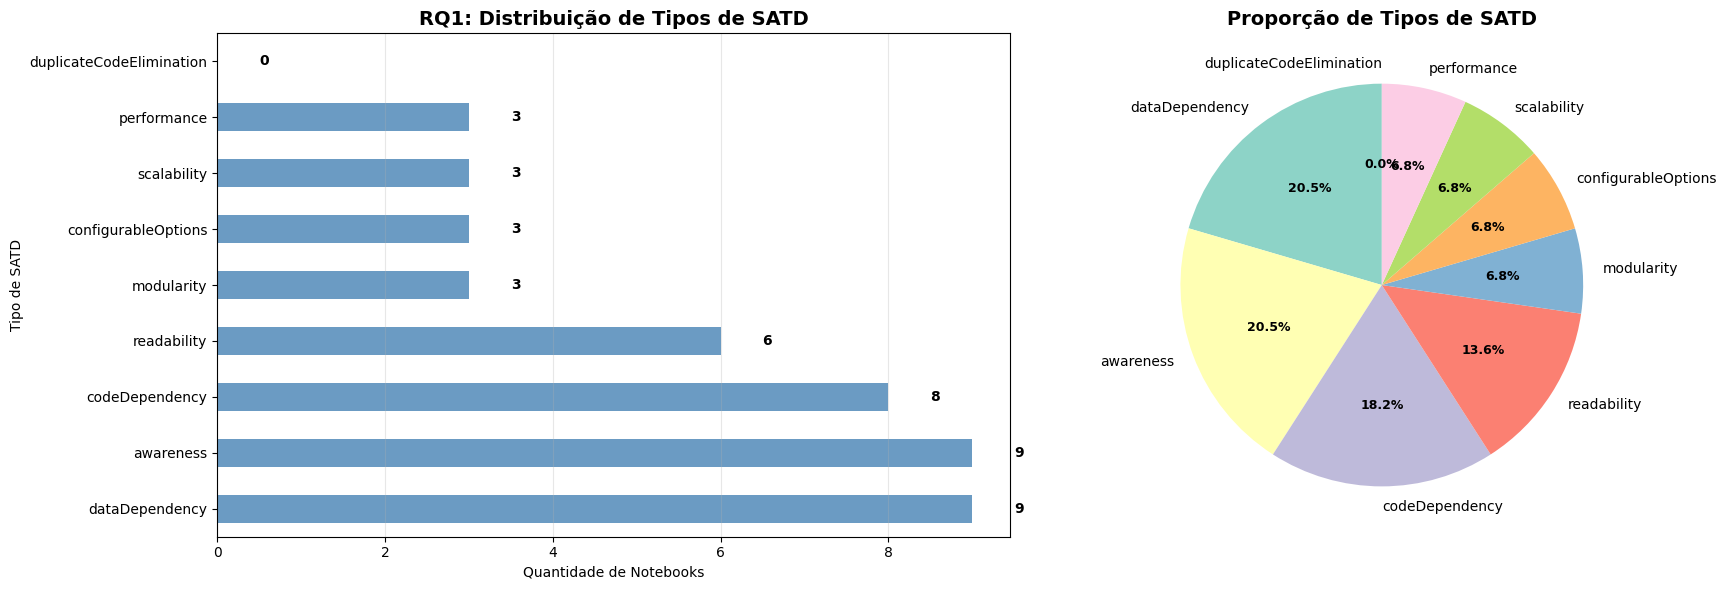 RQ1: Distribuição de Tipos de SATD
duplicateCodeElimination
0
performance
3
scalability
3
configurableOptions
3
modularity
3
readability
6
codeDependency
8
awareness
9
dataDependency
9
0 2 4 6 8
Quantidade de Notebooks
Tipo de SATD
Proporção de Tipos de SATD
duplicateCodeElimination
performance
dataDependency
scalability
configurableOptions
modularity
readability
codeDependency
awareness
0.0%
6.8%
20.5%
6.8%
6.8%
6.8%
20.5%
13.6%
18.2%